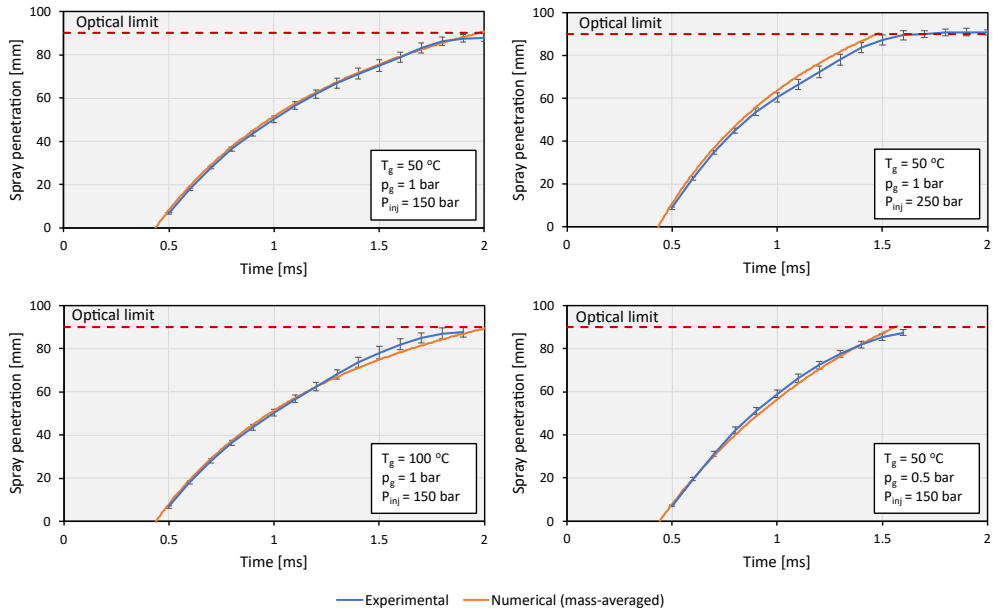 Optical limit
Spray penetration [mm]
100
80
60
40
20
0
T_g = 50 °C
p_g = 1 bar
P_inj = 150 bar
0 0.5 1 1.5 2
Time [ms]
Optical limit
Spray penetration [mm]
100
80
60
40
20
0
T_g = 50 °C
p_g = 1 bar
P_inj = 250 bar
0 0.5 1 1.5 2
Time [ms]
Optical limit
Spray penetration [mm]
100
80
60
40
20
0
T_g = 100 °C
p_g = 1 bar
P_inj = 150 bar
0 0.5 1 1.5 2
Time [ms]
Optical limit
Spray penetration [mm]
100
80
60
40
20
0
T_g = 50 °C
p_g = 0.5 bar
P_inj = 150 bar
0 0.5 1 1.5 2
Time [ms]
Experimental Numerical (mass-averaged)